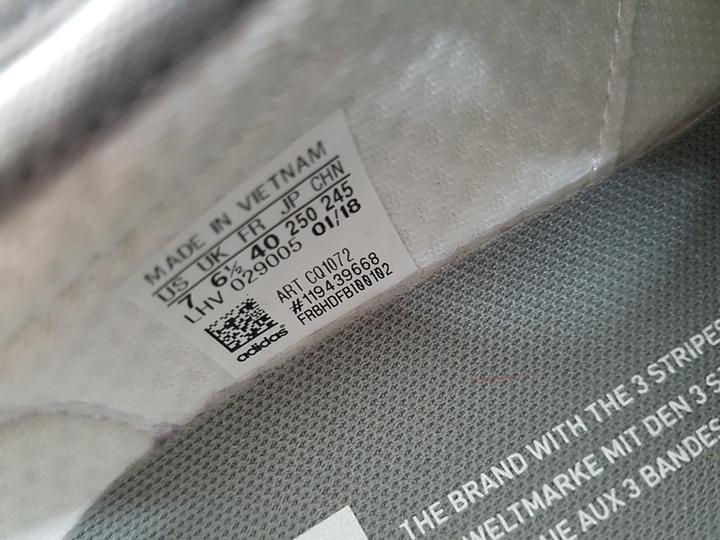 MADE IN VIETNAM
US UK FR JP CHN
7 6½ 40 250 245
LHV 029005 01/18
ART CQ1072
#119439668
FRBHDFB100102
adidas
THE BRAND WITH THE 3 STRIPES
WELTMARKE MIT DEN 3
AUX 3 BANDES